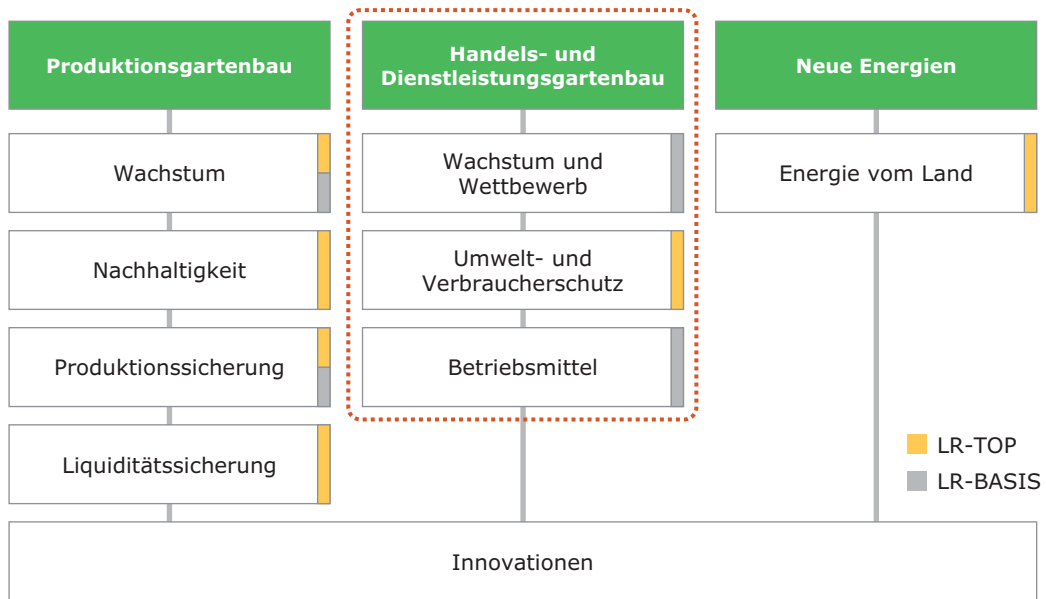 Produktionsgartenbau
Handels- und
Dienstleistungsgartenbau
Neue Energien
Wachstum
Wachstum und
Wettbewerb
Energie vom Land
Nachhaltigkeit
Umwelt- und
Verbraucherschutz
Produktionssicherung
Betriebsmittel
Liquiditätssicherung
LR-TOP
LR-BASIS
Innovationen